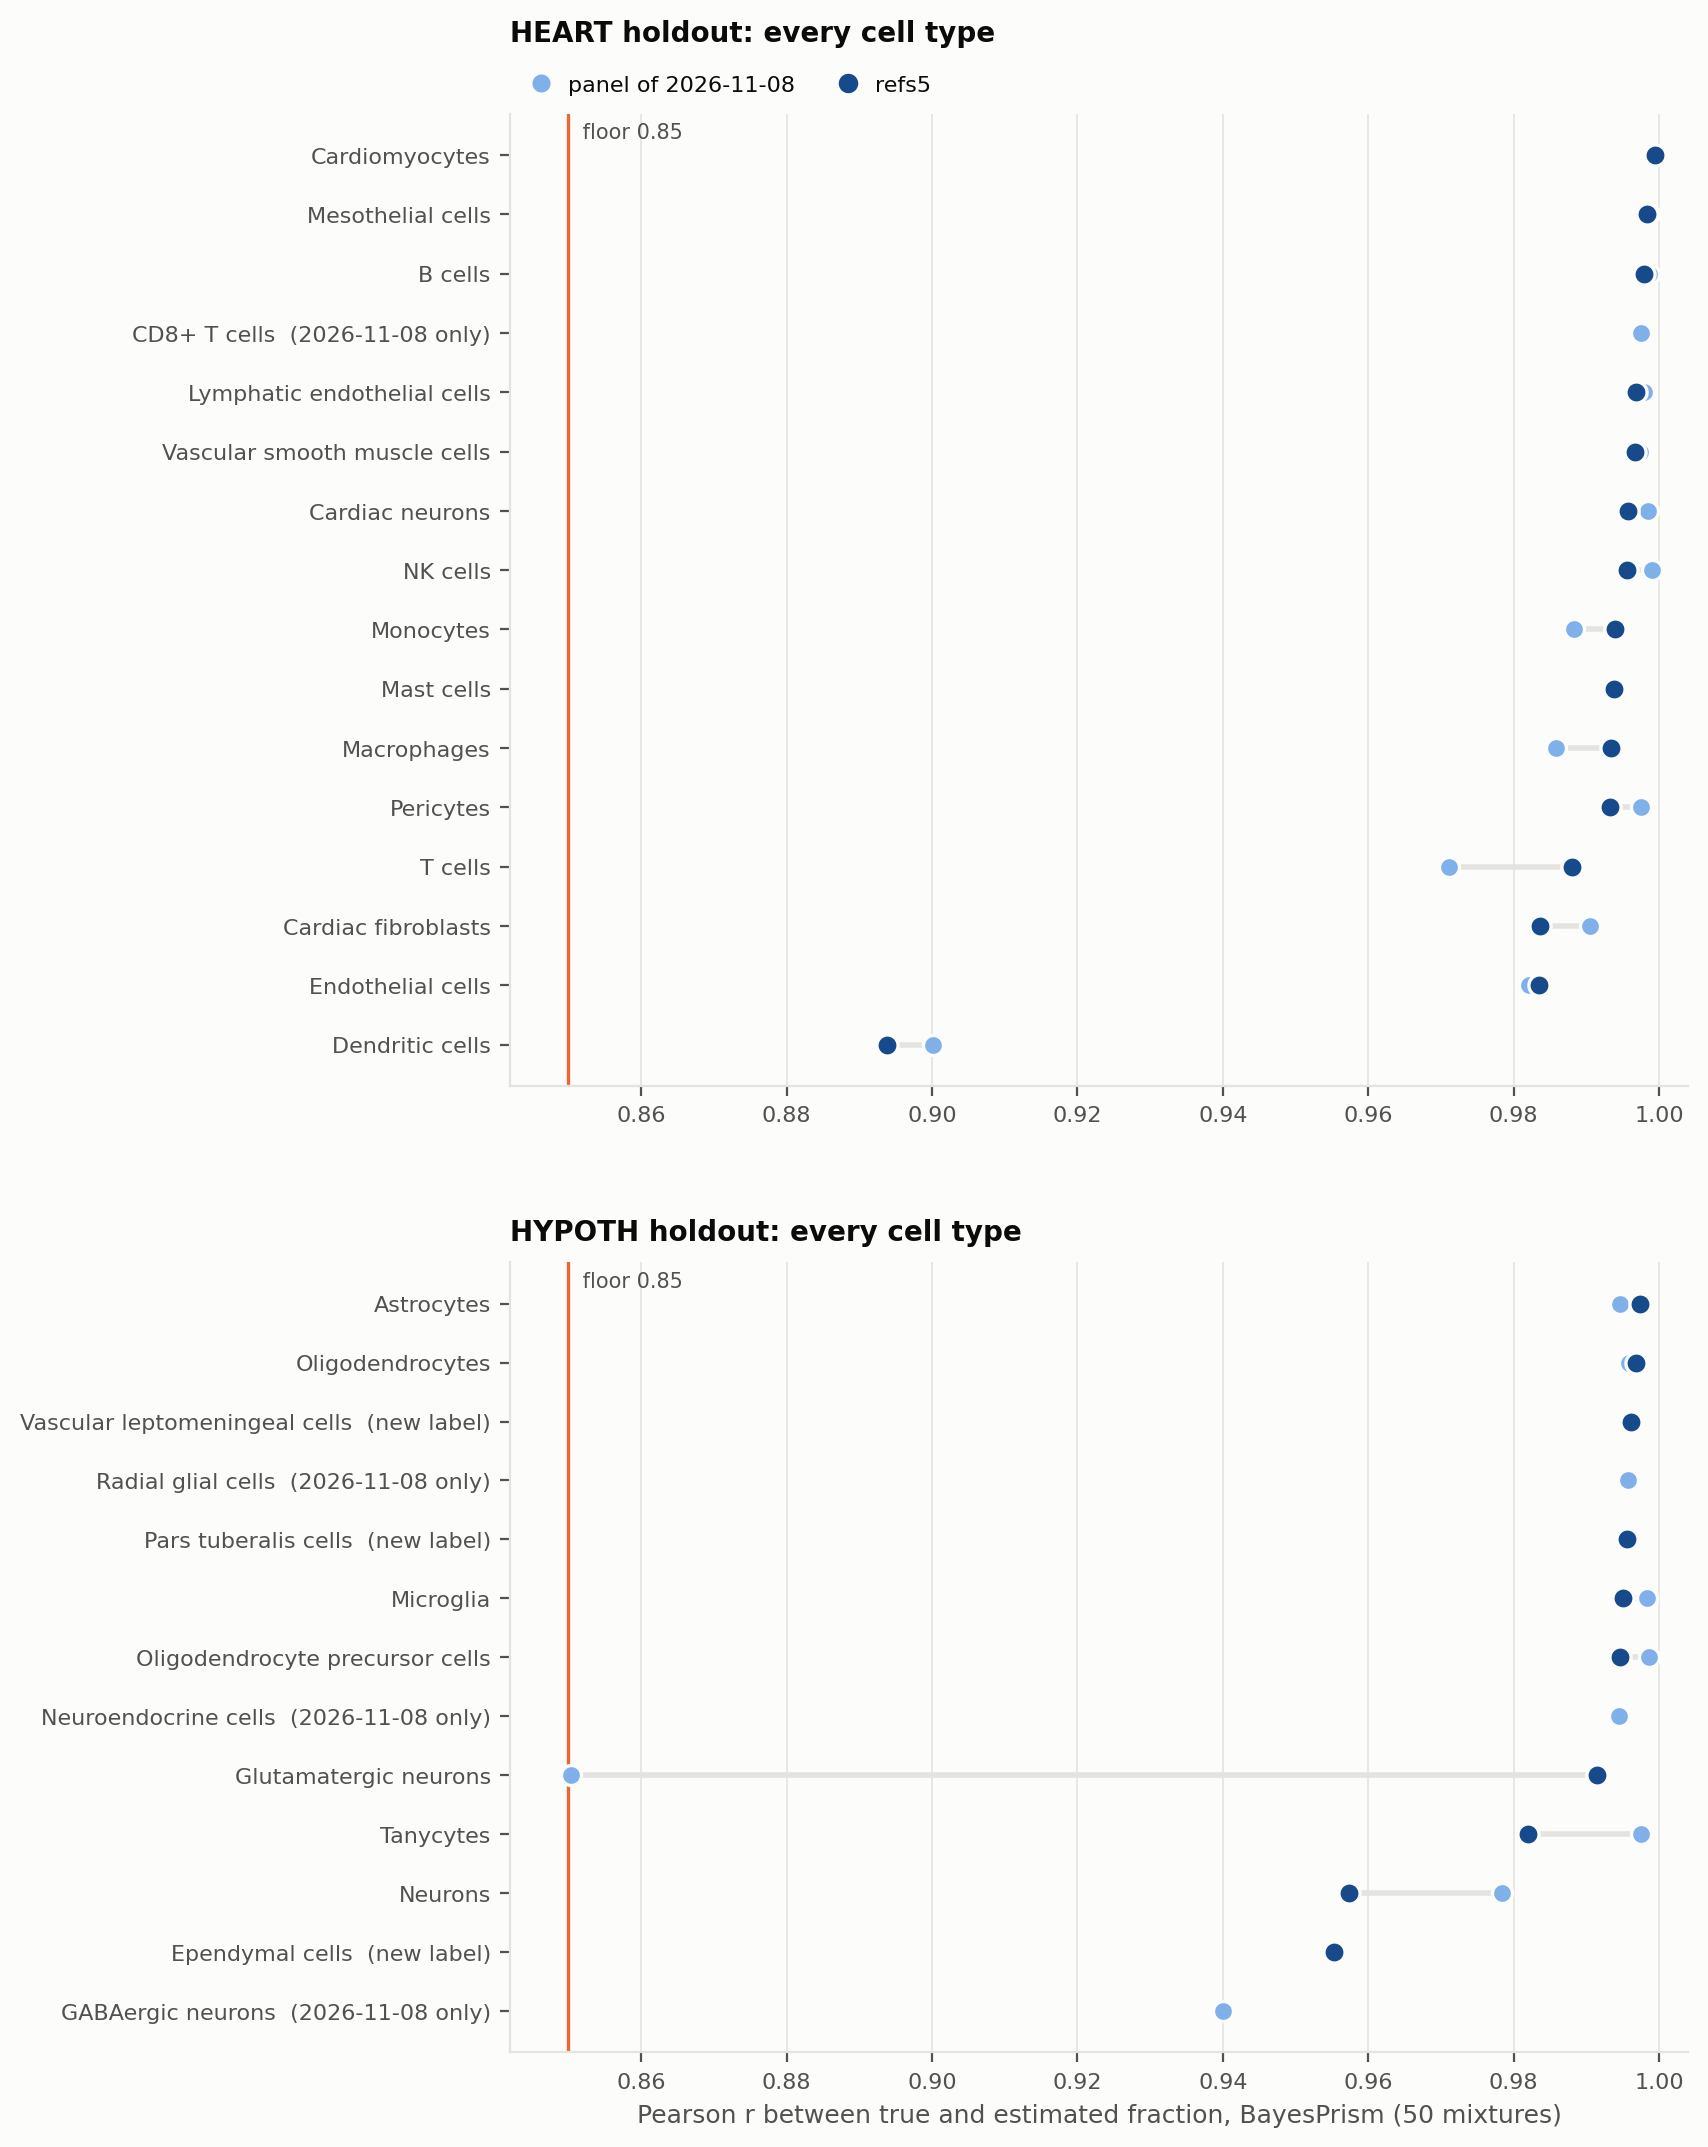 HEART holdout: every cell type
panel of 2026-11-08 refs5
floor 0.85
Cardiomyocytes
Mesothelial cells
B cells
CD8+ T cells (2026-11-08 only)
Lymphatic endothelial cells
Vascular smooth muscle cells
Cardiac neurons
NK cells
Monocytes
Mast cells
Macrophages
Pericytes
T cells
Cardiac fibroblasts
Endothelial cells
Dendritic cells
0.86 0.88 0.90 0.92 0.94 0.96 0.98 1.00
HYPOTH holdout: every cell type
floor 0.85
Astrocytes
Oligodendrocytes
Vascular leptomeningeal cells (new label)
Radial glial cells (2026-11-08 only)
Pars tuberalis cells (new label)
Microglia
Oligodendrocyte precursor cells
Neuroendocrine cells (2026-11-08 only)
Glutamatergic neurons
Tanycytes
Neurons
Ependymal cells (new label)
GABAergic neurons (2026-11-08 only)
0.86 0.88 0.90 0.92 0.94 0.96 0.98 1.00
Pearson r between true and estimated fraction, BayesPrism (50 mixtures)